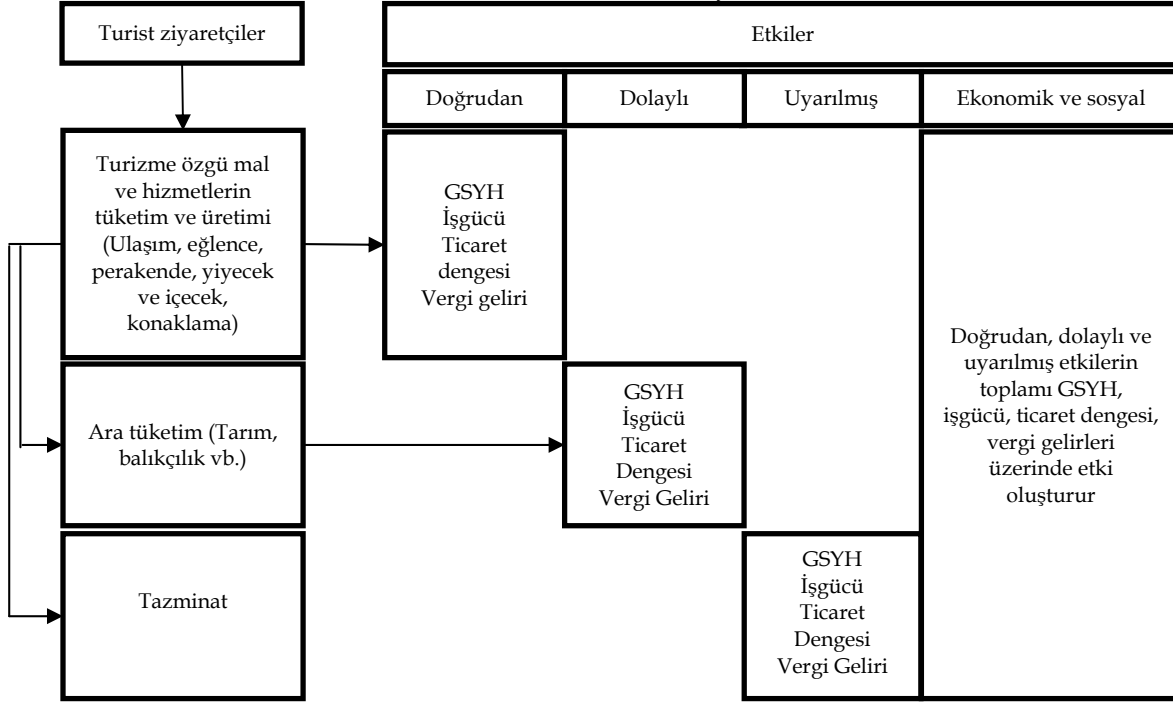 Turist ziyaretçiler
Etkiler
Doğrudan
Dolaylı
Uyarılmış
Ekonomik ve sosyal
Turizme özgü mal
ve hizmetlerin
tüketim ve üretimi
(Ulaşım, eğlence,
perakende, yiyecek
ve içecek,
konaklama)
GSYH
İşgücü
Ticaret
dengesi
Vergi geliri
Ara tüketim (Tarım,
balıkçılık vb.)
GSYH
İşgücü
Ticaret
Dengesi
Vergi Geliri
Tazminat
GSYH
İşgücü
Ticaret
Dengesi
Vergi Geliri
Doğrudan, dolaylı ve
uyarılmış etkilerin
toplamı GSYH,
işgücü, ticaret dengesi,
vergi gelirleri
üzerinde etki
oluşturur